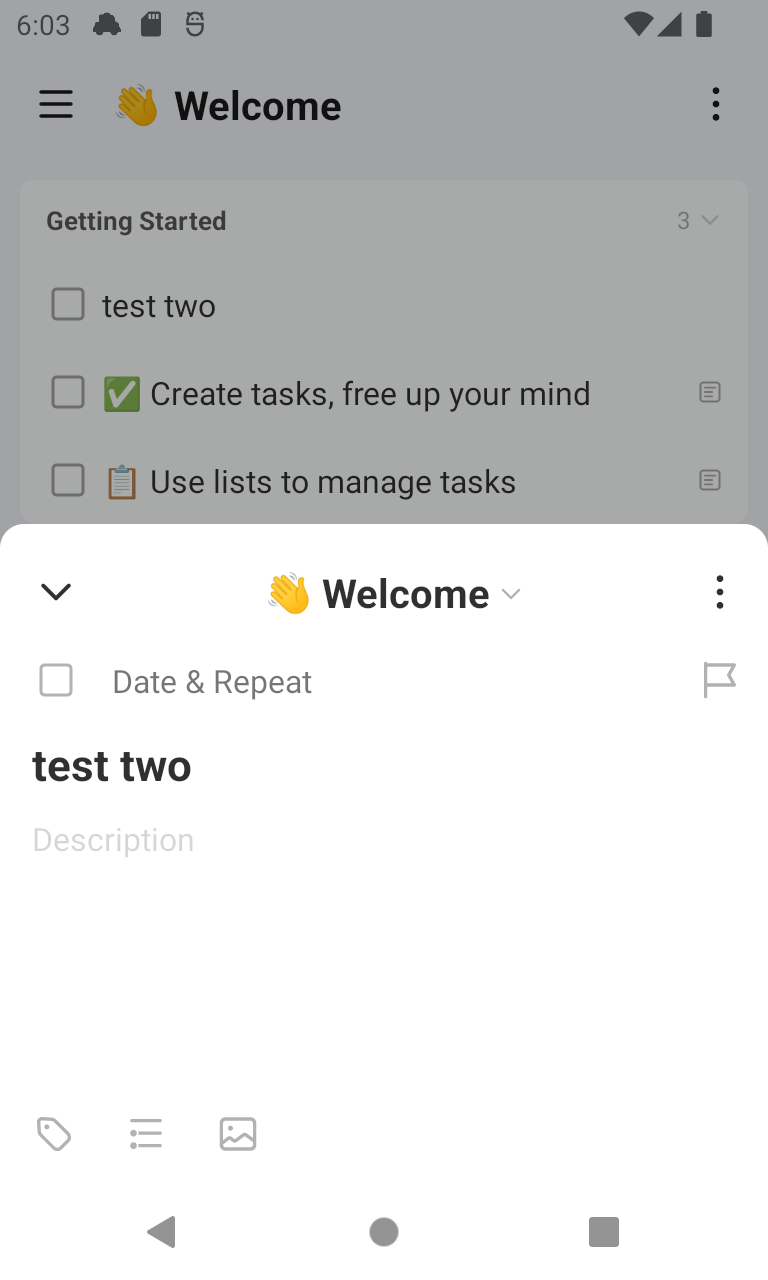 6:03
👋 Welcome
Getting Started 3
test two
✅ Create tasks, free up your mind
📋 Use lists to manage tasks
👋 Welcome
Date & Repeat
test two
Description